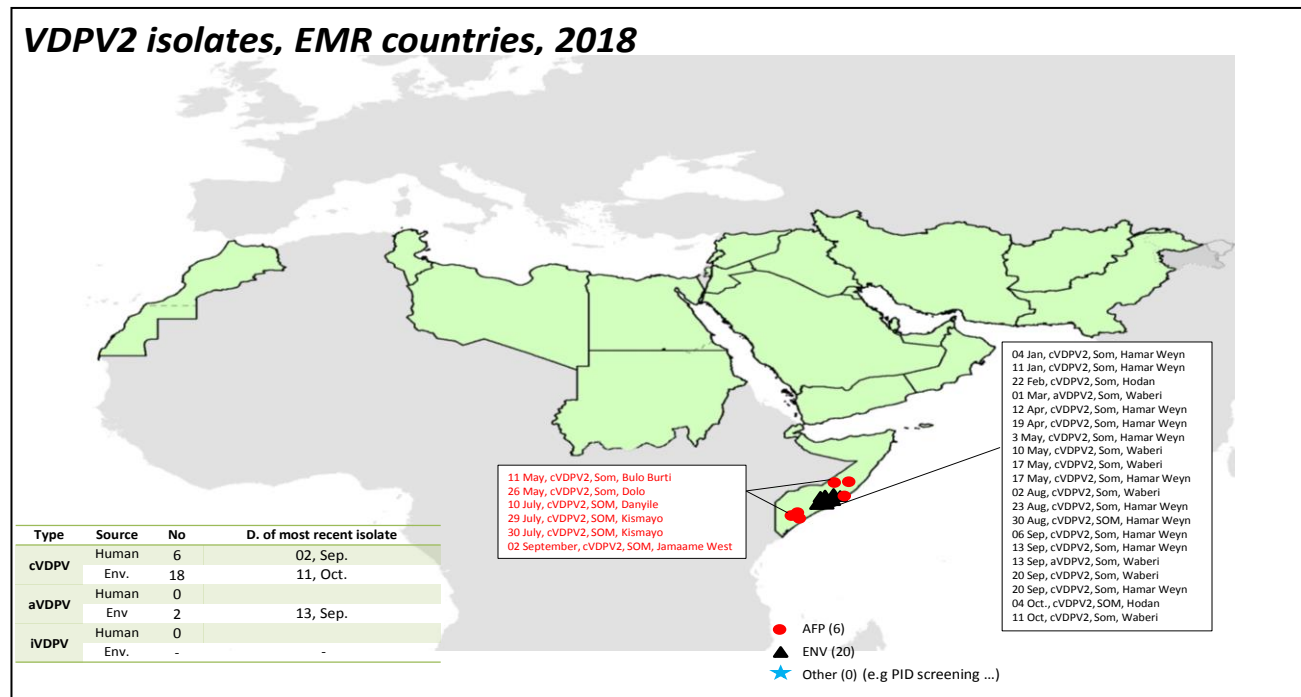 VDPV2 isolates, EMR countries, 2018
04 Jan, cVDPV2, Som, Hamar Weyn
11 Jan, cVDPV2, Som, Hamar Weyn
22 Feb, cVDPV2, Som, Hodan
01 Mar, aVDPV2, Som, Waberi
12 Apr, cVDPV2, Som, Hamar Weyn
19 Apr, cVDPV2, Som, Hamar Weyn
3 May, cVDPV2, Som, Hamar Weyn
10 May, cVDPV2, Som, Waberi
17 May, cVDPV2, Som, Waberi
17 May, cVDPV2, Som, Hamar Weyn
02 Aug, cVDPV2, Som, Waberi
23 Aug, cVDPV2, Som, Hamar Weyn
30 Aug, cVDPV2, SOM, Hamar Weyn
06 Sep, cVDPV2, Som, Hamar Weyn
13 Sep, cVDPV2, Som, Hamar Weyn
13 Sep, aVDPV2, Som, Waberi
20 Sep, cVDPV2, Som, Waberi
20 Sep, cVDPV2, Som, Hamar Weyn
04 Oct., cVDPV2, SOM, Hodan
11 Oct, cVDPV2, Som, Waberi
11 May, cVDPV2, Som, Bulo Burti
26 May, cVDPV2, Som, Dolo
10 July, cVDPV2, SOM, Danyile
29 July, cVDPV2, SOM, Kismayo
30 July, cVDPV2, SOM, Kismayo
02 September, cVDPV2, SOM, Jamaame West
Type Source No D. of most recent isolate
cVDPV Human 6 02, Sep.
Env. 18 11, Oct.
aVDPV Human 0
Env 2 13, Sep.
iVDPV Human 0
Env. - -
AFP (6)
ENV (20)
Other (0) (e.g PID screening ...)